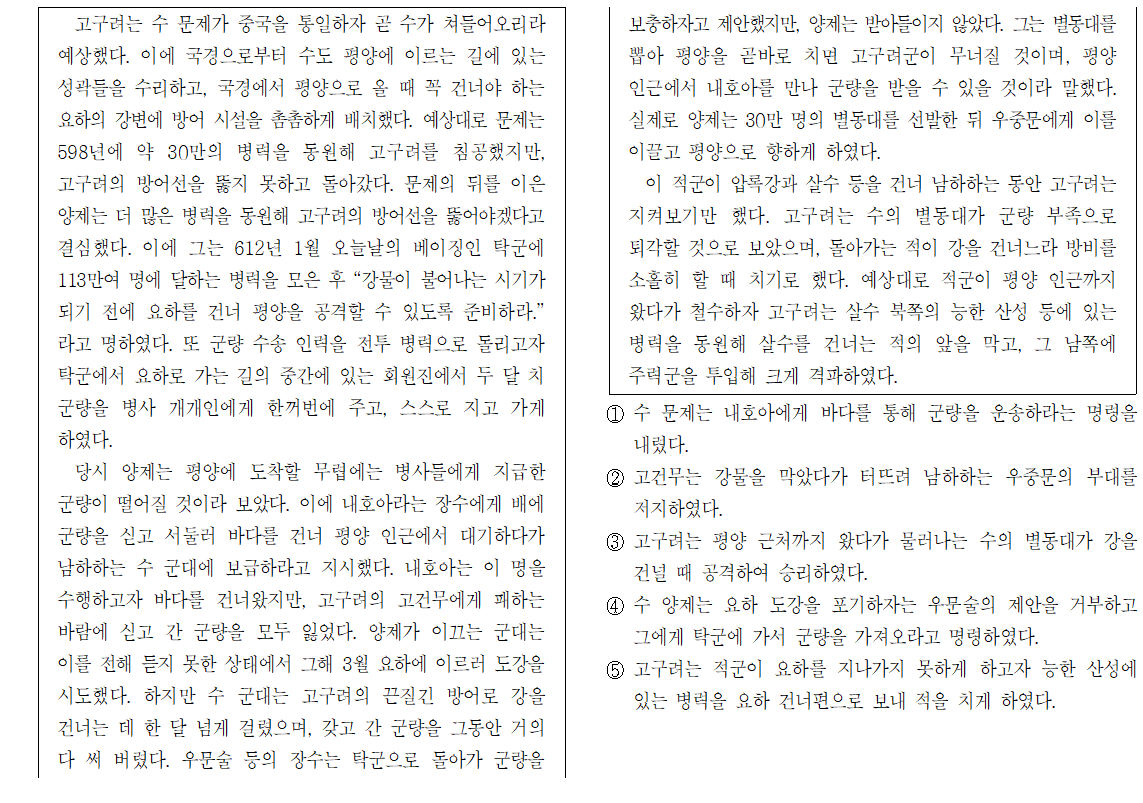 고구려는 수 문제가 중국을 통일하자 곧 수가 쳐들어오리라
예상했다. 이에 국경으로부터 수도 평양에 이르는 길에 있는
성곽들을 수리하고, 국경에서 평양으로 올 때 꼭 건너야 하는
요하의 강변에 방어 시설을 촘촘하게 배치했다. 예상대로 문제는
598년에 약 30만의 병력을 동원해 고구려를 침공했지만,
고구려의 방어선을 뚫지 못하고 돌아갔다. 문제의 뒤를 이은
양제는 더 많은 병력을 동원해 고구려의 방어선을 뚫어야겠다고
결심했다. 이에 그는 612년 1월 오늘날의 베이징인 탁군에
113만여 명에 달하는 병력을 모은 후 “강물이 불어나는 시기가
되기 전에 요하를 건너 평양을 공격할 수 있도록 준비하라.”
라고 명하였다. 또 군량 수송 인력을 전투 병력으로 돌리고자
탁군에서 요하로 가는 길의 중간에 있는 회원진에서 두 달 치
군량을 병사 개개인에게 한꺼번에 주고, 스스로 지고 가게
하였다.
당시 양제는 평양에 도착할 무렵에는 병사들에게 지급한
군량이 떨어질 것이라 보았다. 이에 내호아라는 장수에게 배에
군량을 싣고 서둘러 바다를 건너 평양 인근에서 대기하다가
남하하는 수 군대에 보급하라고 지시했다. 내호아는 이 명을
수행하고자 바다를 건너왔지만, 고구려의 고건무에게 패하는
바람에 싣고 간 군량을 모두 잃었다. 양제가 이끄는 군대는
이를 전해 듣지 못한 상태에서 그해 3월 요하에 이르러 도강을
시도했다. 하지만 수 군대는 고구려의 끈질긴 방어로 강을
건너는 데 한 달 넘게 걸렸으며, 갖고 간 군량을 그동안 거의
다 써 버렸다. 우문술 등의 장수는 탁군으로 돌아가 군량을
보충하자고 제안했지만, 양제는 받아들이지 않았다. 그는 별동대를
뽑아 평양을 곧바로 치면 고구려군이 무너질 것이며, 평양
인근에서 내호아를 만나 군량을 받을 수 있을 것이라 말했다.
실제로 양제는 30만 명의 별동대를 선발한 뒤 우중문에게 이를
이끌고 평양으로 향하게 하였다.
이 적군이 압록강과 살수 등을 건너 남하하는 동안 고구려는
지켜보기만 했다. 고구려는 수의 별동대가 군량 부족으로
퇴각할 것으로 보았으며, 돌아가는 적이 강을 건너느라 방비를
소홀히 할 때 치기로 했다. 예상대로 적군이 평양 인근까지
왔다가 철수하자 고구려는 살수 북쪽의 능한 산성 등에 있는
병력을 동원해 살수를 건너는 적의 앞을 막고, 그 남쪽에
주력군을 투입해 크게 격파하였다.
① 수 문제는 내호아에게 바다를 통해 군량을 운송하라는 명령을
내렸다.
② 고건무는 강물을 막았다가 터뜨려 남하하는 우중문의 부대를
저지하였다.
③ 고구려는 평양 근처까지 왔다가 물러나는 수의 별동대가 강을
건널 때 공격하여 승리하였다.
④ 수 양제는 요하 도강을 포기하자는 우문술의 제안을 거부하고
그에게 탁군에 가서 군량을 가져오라고 명령하였다.
⑤ 고구려는 적군이 요하를 지나가지 못하게 하고자 능한 산성에
있는 병력을 요하 건너편으로 보내 적을 치게 하였다.